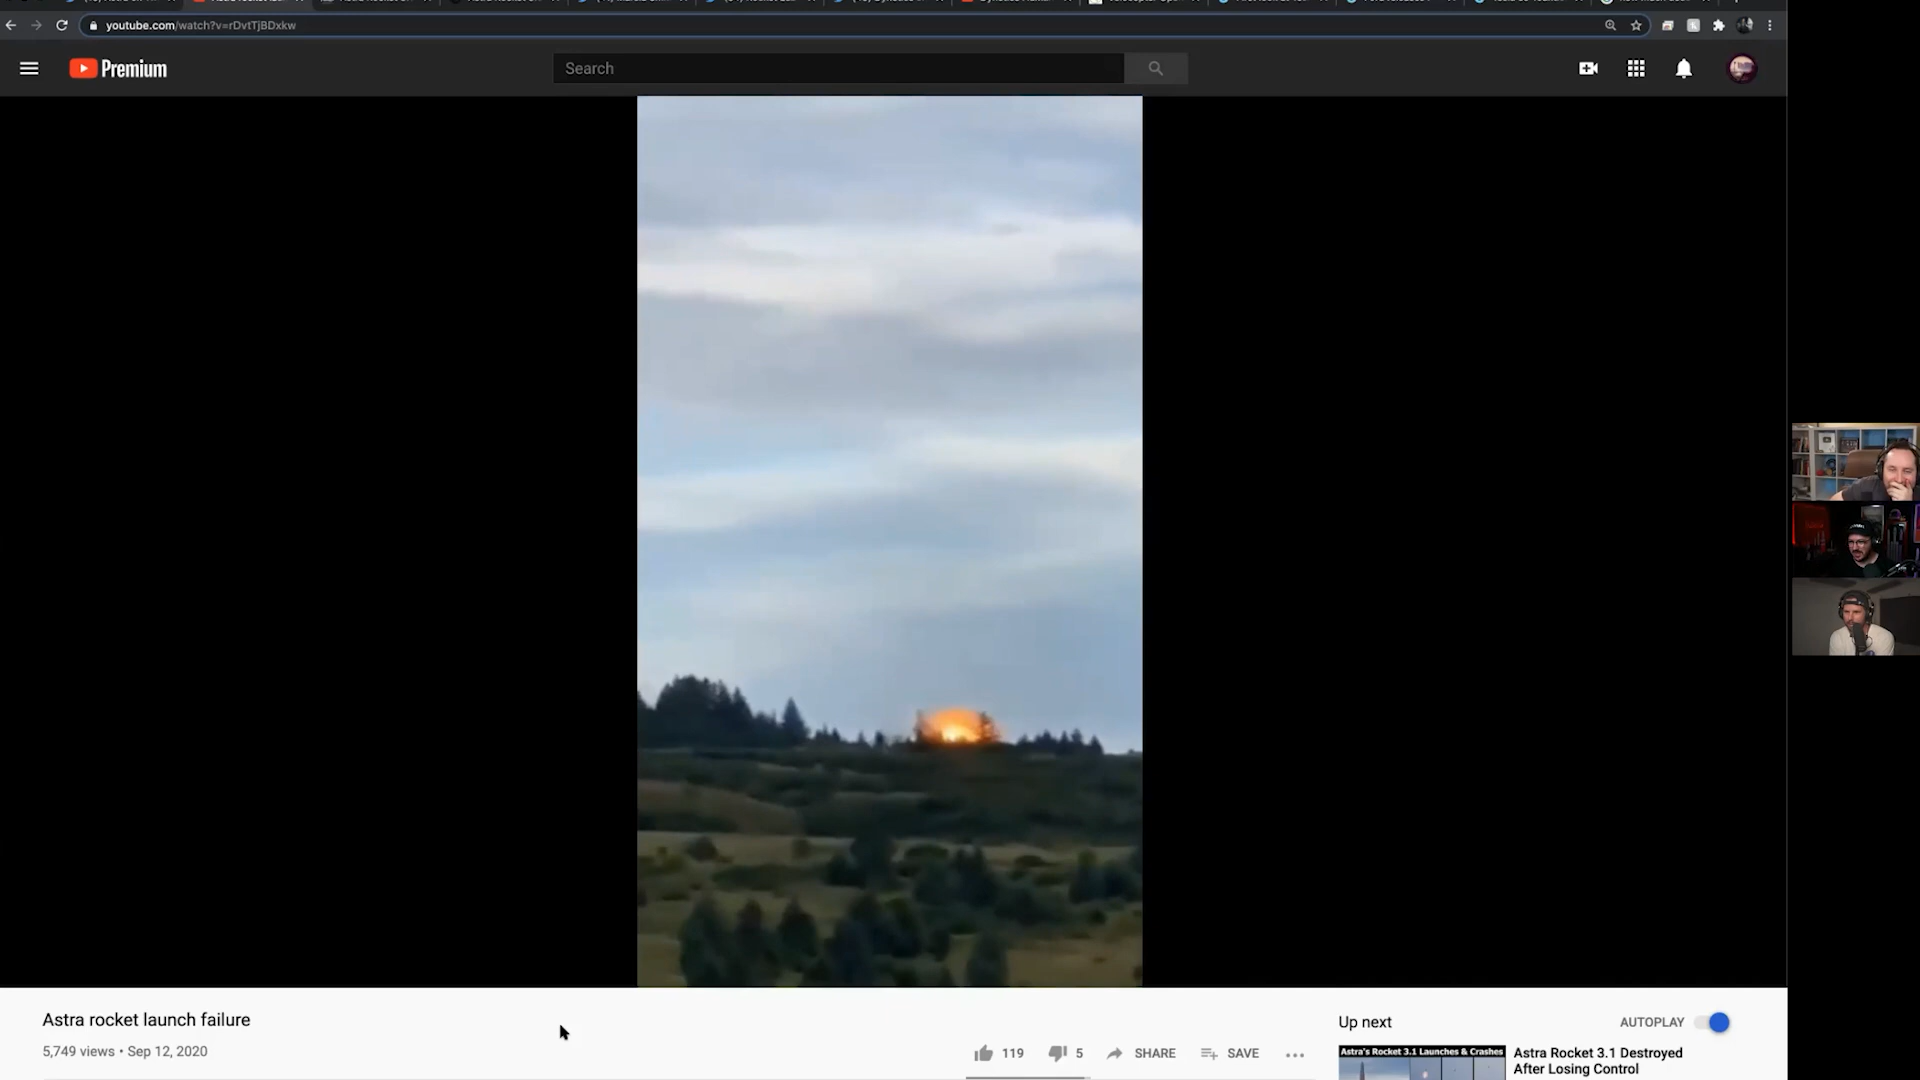 youtube.com/watch?v=rDvtTjBDxkw
Premium
Search
Astra rocket launch failure
5,749 views • Sep 12, 2020
119
5
SHARE
SAVE
Up next
AUTOPLAY
Astra's Rocket 3.1 Launches & Crashes
Astra Rocket 3.1 Destroyed
After Losing Control